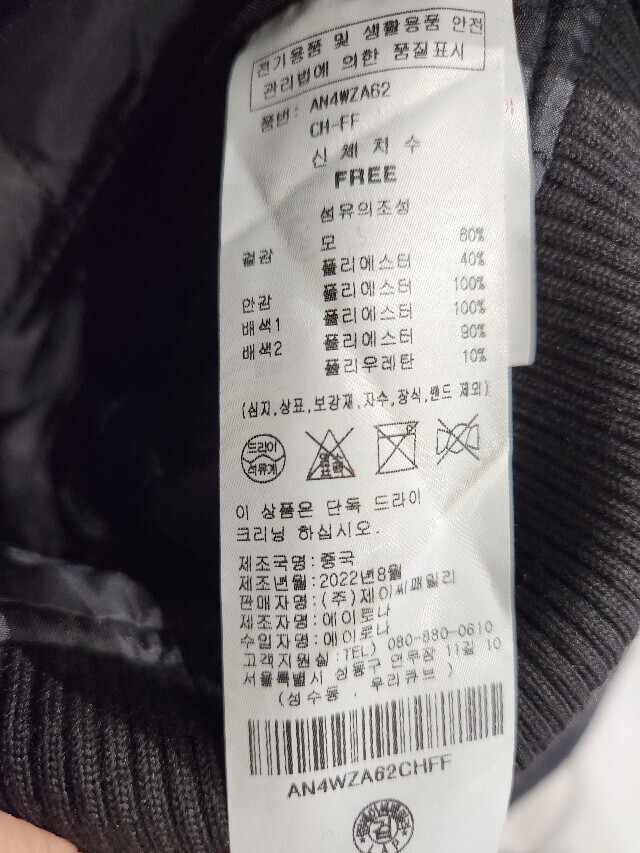 전기용품 및 생활용품 안전
관리법에 의한 품질표시
품번: AN4WZA62
CH-FF
신체치수
FREE
섬유의조성
겉감 모 60%
폴리에스터 40%
안감 폴리에스터 100%
배색1 폴리에스터 100%
배색2 폴리에스터 90%
폴리우레탄 10%
(심지,상표,보강재,자수,장식,밴드 제외)
드라이
석유계
염소
표백
이 상품은 단독 드라이
크리닝 하십시오.
제조국명:중국
제조년월:2022년8월
판매자명:(주)제이씨패밀리
제조자명:에이로나
수입자명:에이로나
고객지원실:TEL) 080-880-0610
서울특별시 성동구 연무장 11길 10
(성수동, 우리큐브)
AN4WZA62CHFF